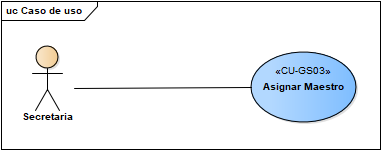 uc Caso de uso
«CU-GS03»
Asignar Maestro
Secretaria